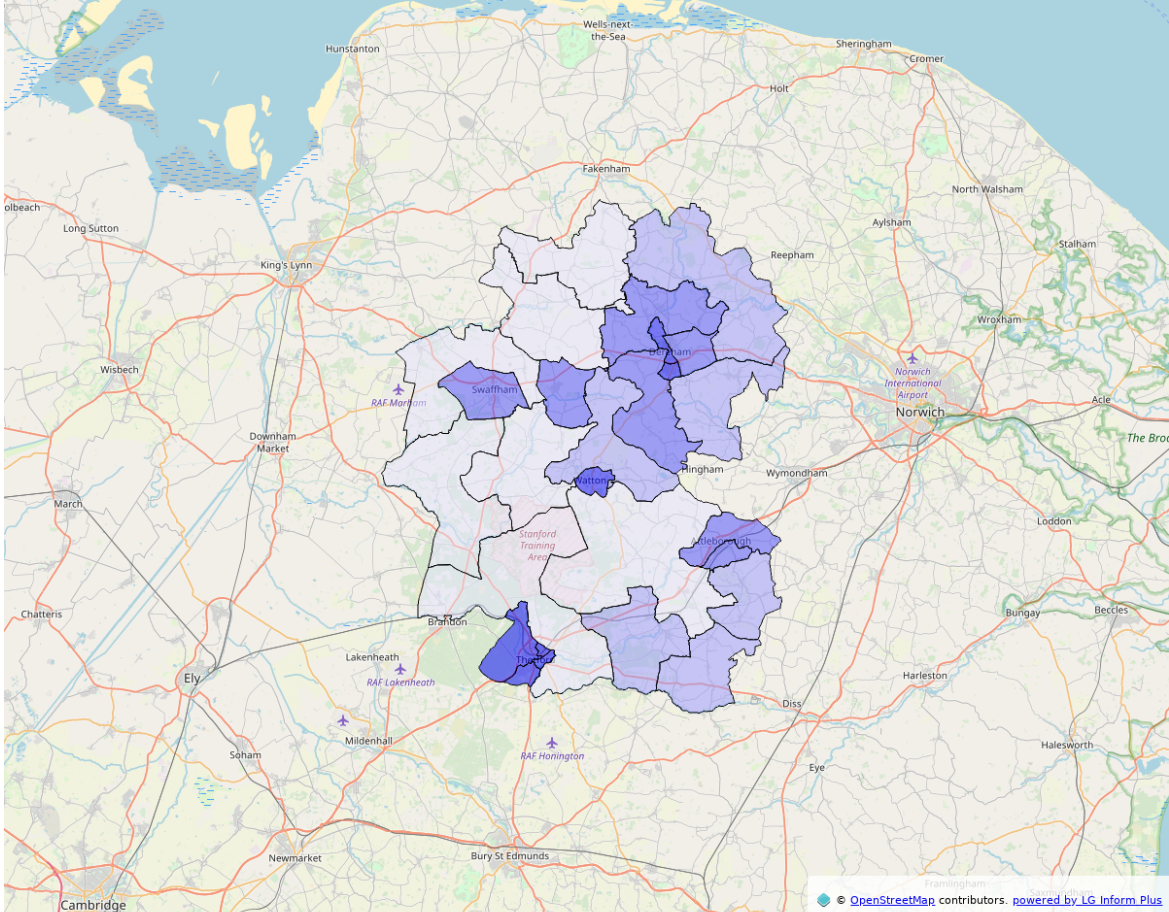 Wells-next-
the-Sea
Hunstanton
Sheringham
Cromer
Holt
Fakenham
North Walsham
olbeach
Long Sutton
Aylsham
Stalham
Reepham
King's Lynn
Wroxham
Dereham
Wisbech
Norwich
International
Airport
Swaffham
RAF Marham
Acle
Norwich
The Broo
Downham
Market
Hingham
Wymondham
Watton
March
Loddon
Stanford
Training
Area
Attleborough
Chatteris
Brandon
Bungay
Beccles
Lakenheath
Thetford
Ely
RAF Lakenheath
Harleston
Diss
Mildenhall
Halesworth
Soham
RAF Honington
Eye
Newmarket
Bury St Edmunds
Framlingham
Saxmundham
Cambridge
© OpenStreetMap contributors. powered by LG Inform Plus